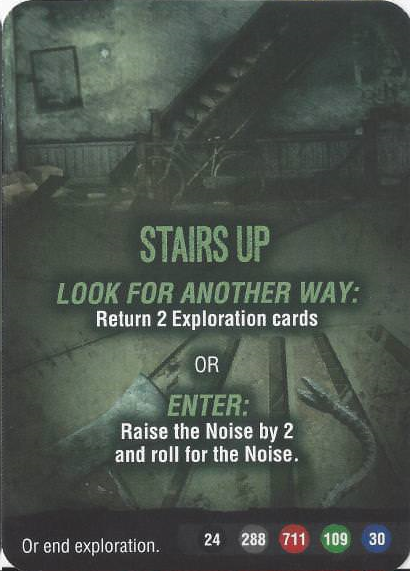 STAIRS UP
LOOK FOR ANOTHER WAY:
Return 2 Exploration cards
OR
ENTER:
Raise the Noise by 2
and roll for the Noise.
Or end exploration.
24 288 711 109 30